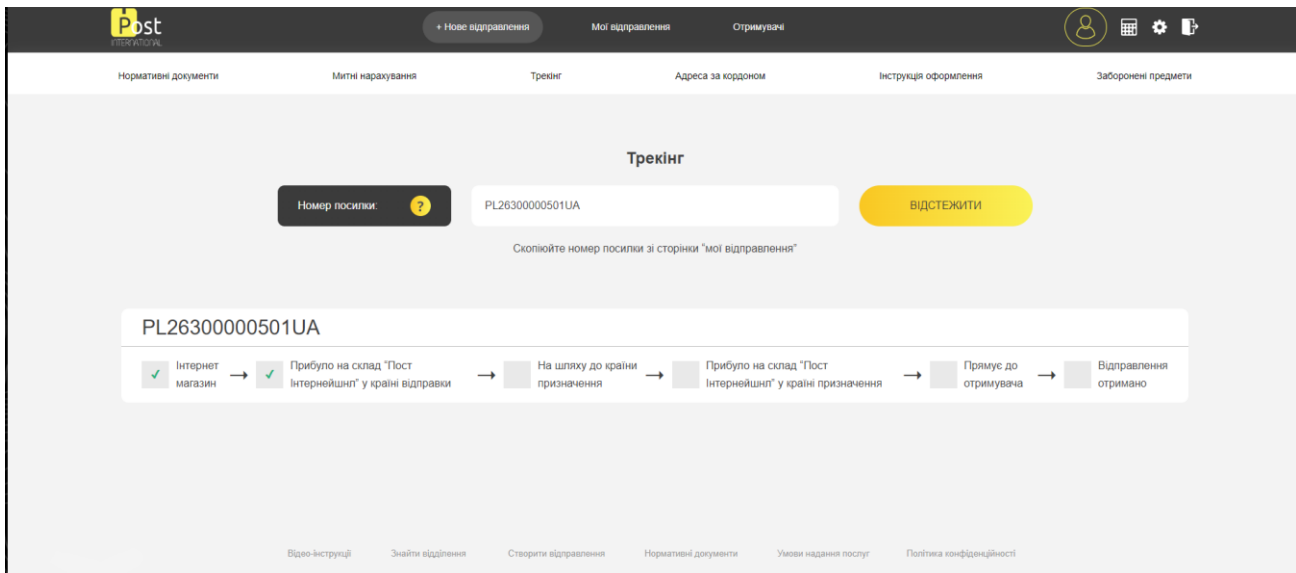 Post
INTERNATIONAL
+ Нове відправлення
Мої відправлення
Отримувачі
Нормативні документи
Митні нарахування
Трекінг
Адреса за кордоном
Інструкція оформлення
Заборонені предмети
Трекінг
Номер посилки:
?
PL26300000501UA
ВІДСТЕЖИТИ
Скопіюйте номер посилки зі сторінки "мої відправлення"
PL26300000501UA
Інтернет
магазин
Прибуло на склад "Пост
Інтернейшнл" у країні відправки
На шляху до країни
призначення
Прибуло на склад "Пост
Інтернейшнл" у країні призначення
Прямує до
отримувача
Відправлення
отримано
Відео-інструкції
Знайти відділення
Створити відправлення
Нормативні документи
Умови надання послуг
Політика конфіденційності